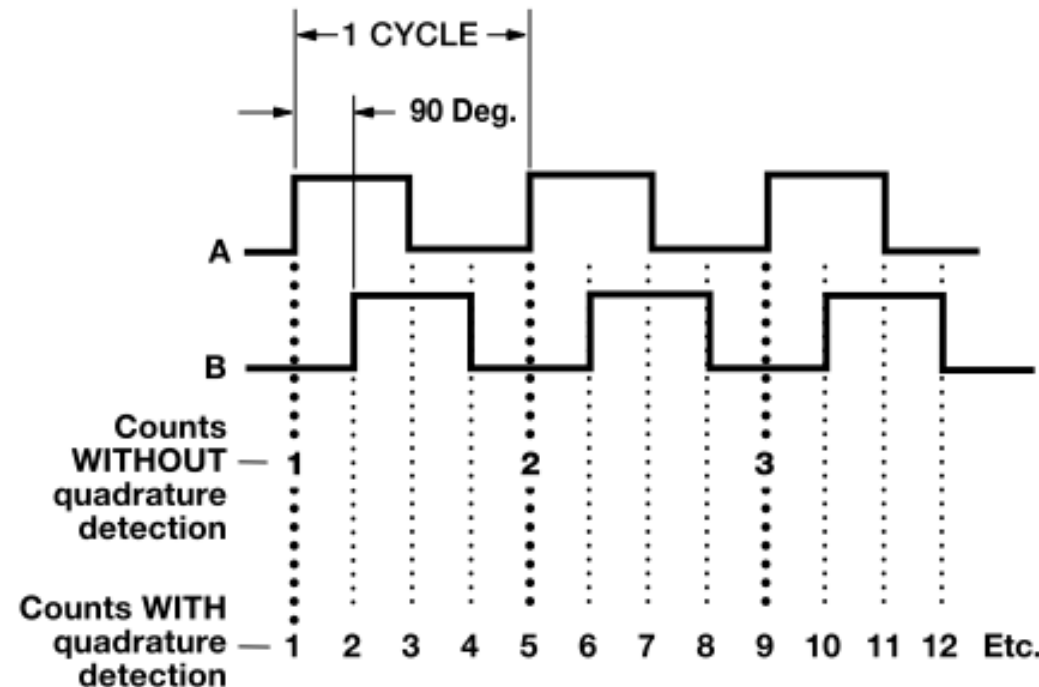 1 CYCLE
90 Deg.
A
B
Counts
WITHOUT
quadrature
detection
1 2 3
Counts WITH
quadrature
detection
1 2 3 4 5 6 7 8 9 10 11 12 Etc.